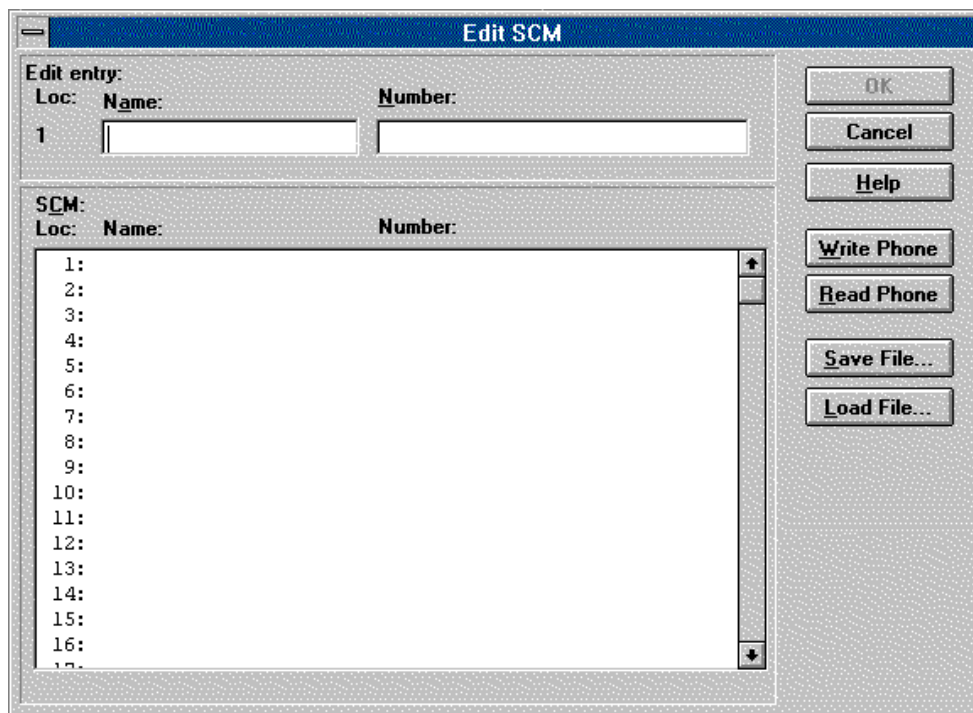 Edit SCM
Edit entry:
Loc: Name: Number:
1
OK
Cancel
Help
Write Phone
Read Phone
Save File...
Load File...
SCM:
Loc: Name: Number:
1:
2:
3:
4:
5:
6:
7:
8:
9:
10:
11:
12:
13:
14:
15:
16: